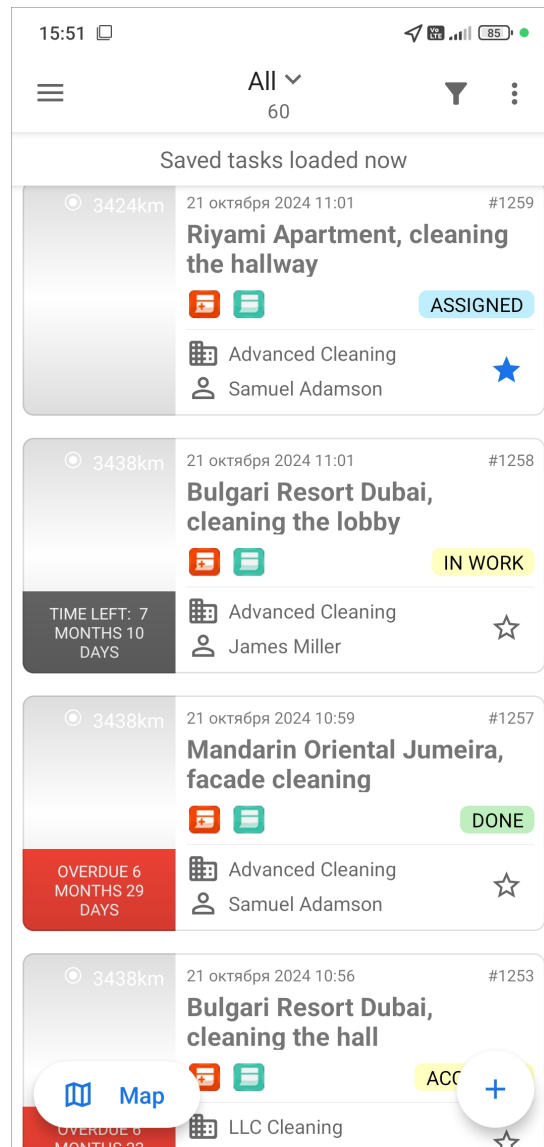 15:51
Vo LTE
85
All
60
Saved tasks loaded now
3424km
21 октября 2024 11:01
#1259
Riyami Apartment, cleaning
the hallway
ASSIGNED
Advanced Cleaning
Samuel Adamson
3438km
21 октября 2024 11:01
#1258
Bulgari Resort Dubai,
cleaning the lobby
IN WORK
TIME LEFT: 7
MONTHS 10
DAYS
Advanced Cleaning
James Miller
3438km
21 октября 2024 10:59
#1257
Mandarin Oriental Jumeira,
facade cleaning
DONE
OVERDUE 6
MONTHS 29
DAYS
Advanced Cleaning
Samuel Adamson
3438km
21 октября 2024 10:56
#1253
Bulgari Resort Dubai,
cleaning the hall
Map
OVERDUE 6
LLC Cleaning